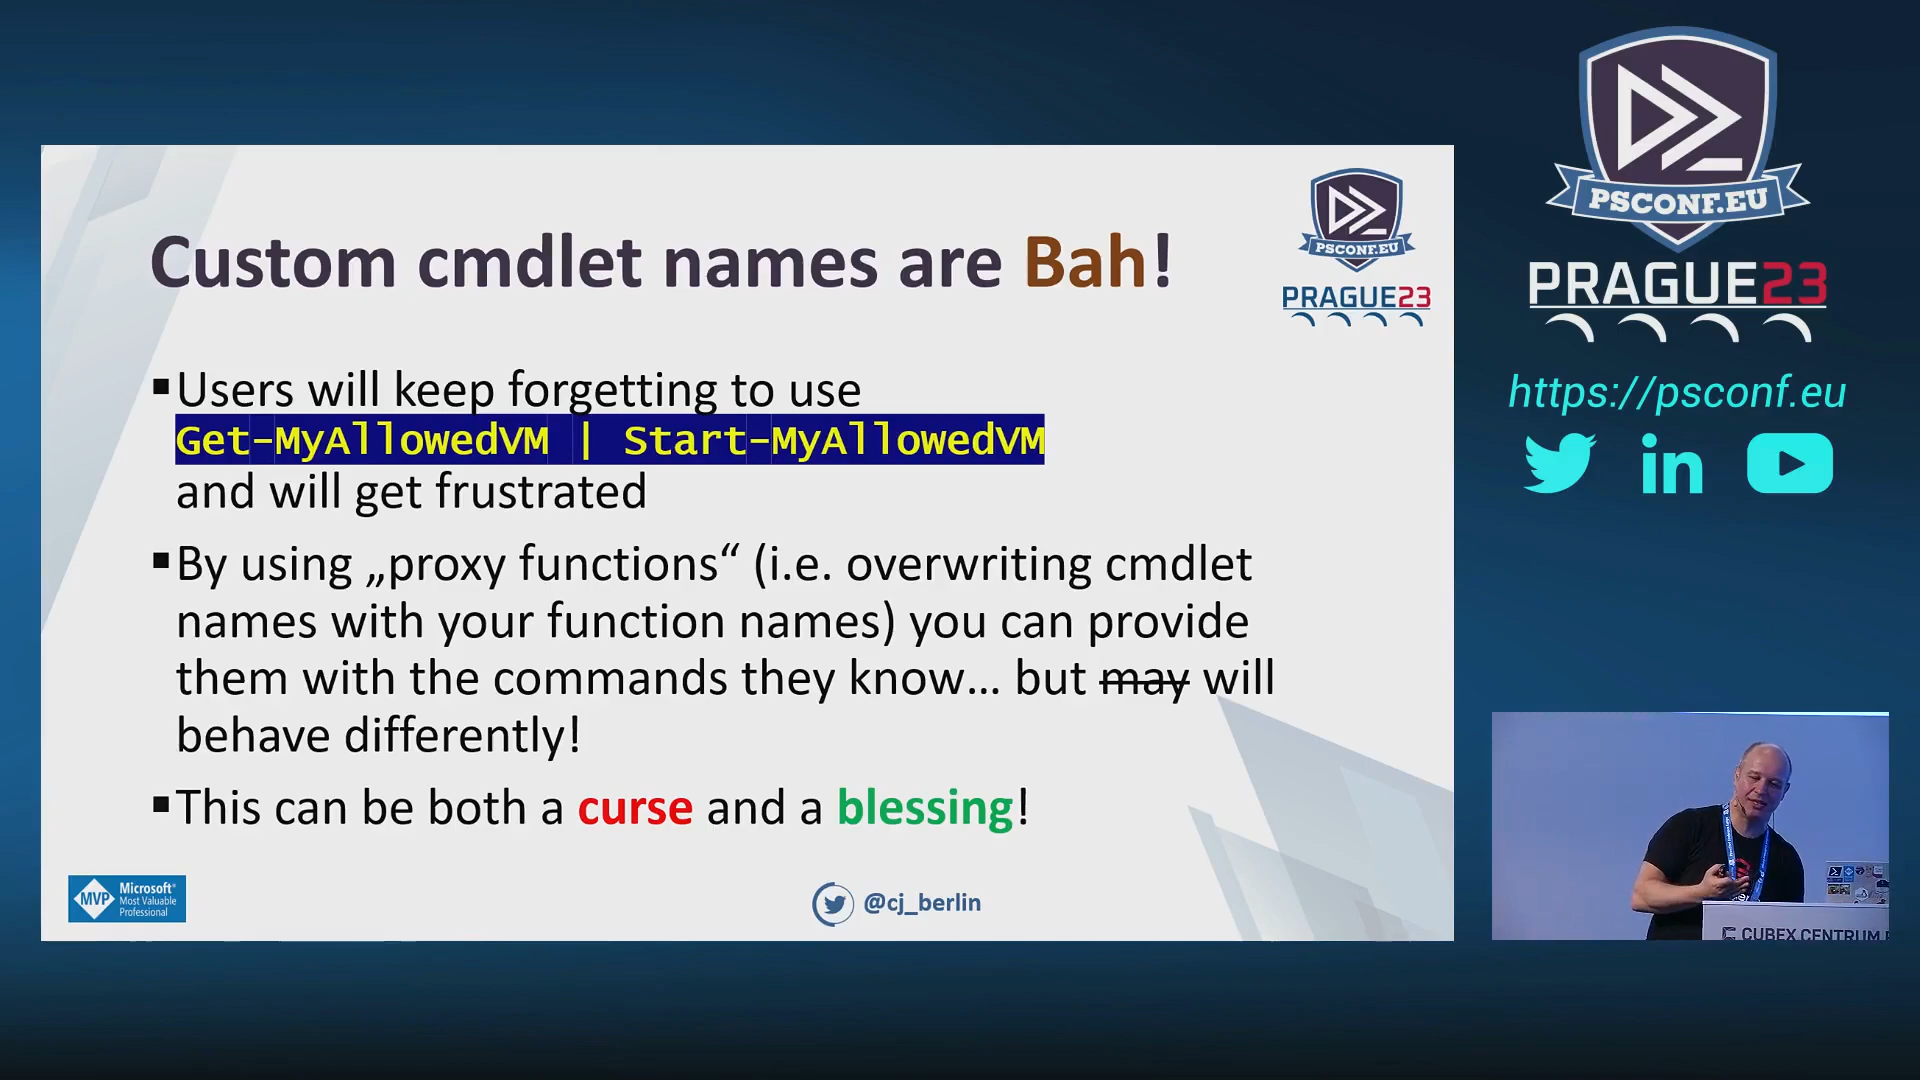 Custom cmdlet names are Bah!
PSCONF.EU
PRAGUE23
▪Users will keep forgetting to use
Get-MyAllowedVM | Start-MyAllowedVM
and will get frustrated
▪By using „proxy functions“ (i.e. overwriting cmdlet
names with your function names) you can provide
them with the commands they know... but may will
behave differently!
▪This can be both a curse and a blessing!
MVP
Microsoft®
Most Valuable
Professional
@cj_berlin
PSCONF.EU
PRAGUE23
https://psconf.eu
in
CUBEX CENTRUM